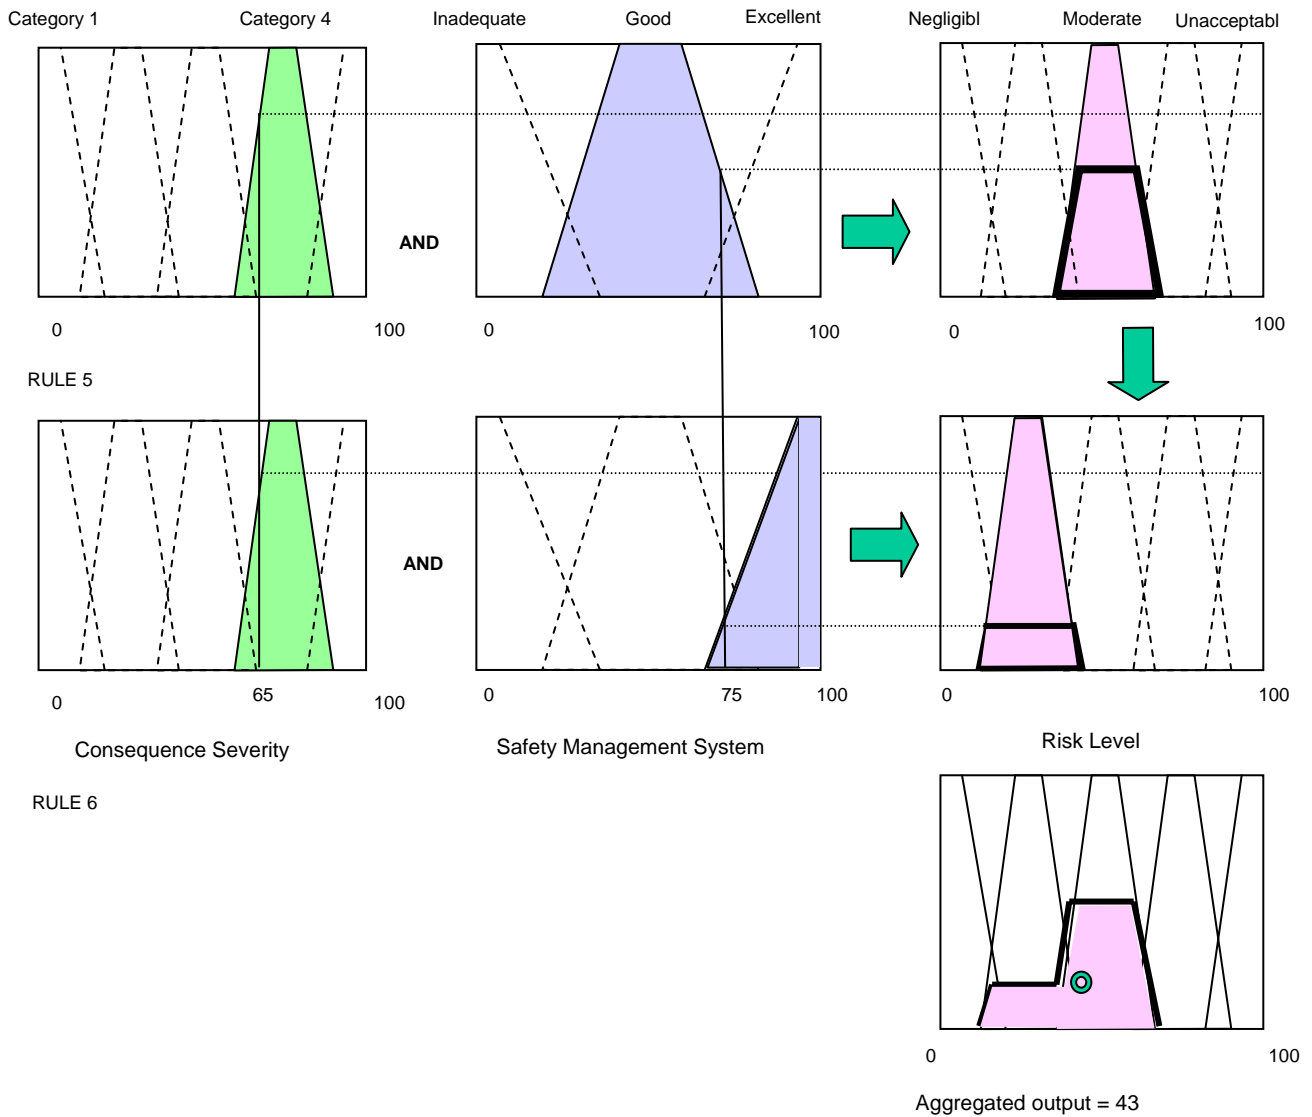 Category 1 Category 4 Inadequate Good Excellent Negligibl Moderate Unacceptabl
AND
0 100 0 100 0 100
RULE 5
AND
0 65 100 0 75 100 0 100
Consequence Severity Safety Management System Risk Level
RULE 6
0 100
Aggregated output = 43